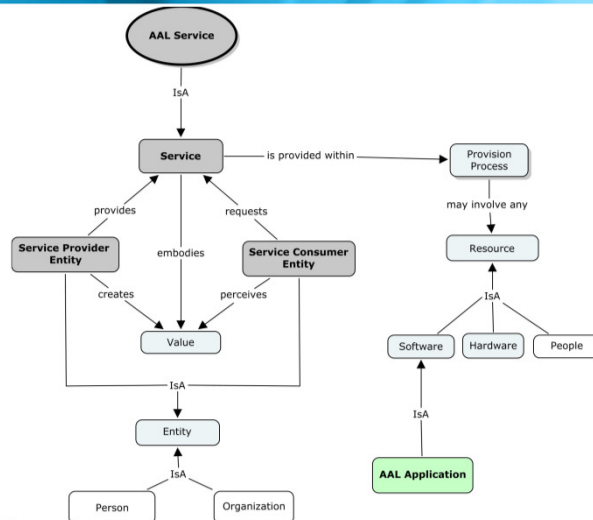 AAL Service
IsA
Service
is provided within
Provision
Process
provides
requests
may involve any
Service Provider
Entity
embodies
Service Consumer
Entity
Resource
creates
perceives
IsA
Value
Software
Hardware
People
IsA
IsA
Entity
IsA
AAL Application
Person
Organization